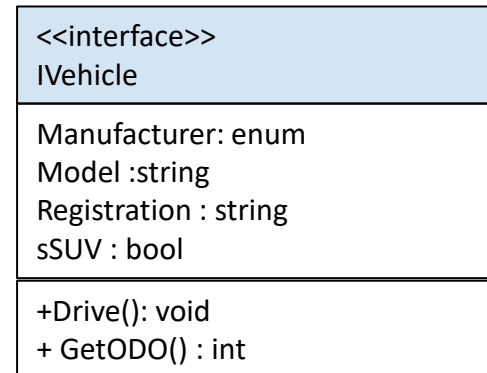 <<interface>>
IVehicle
Manufacturer: enum
Model :string
Registration : string
sSUV : bool
+Drive(): void
+ GetODO() : int